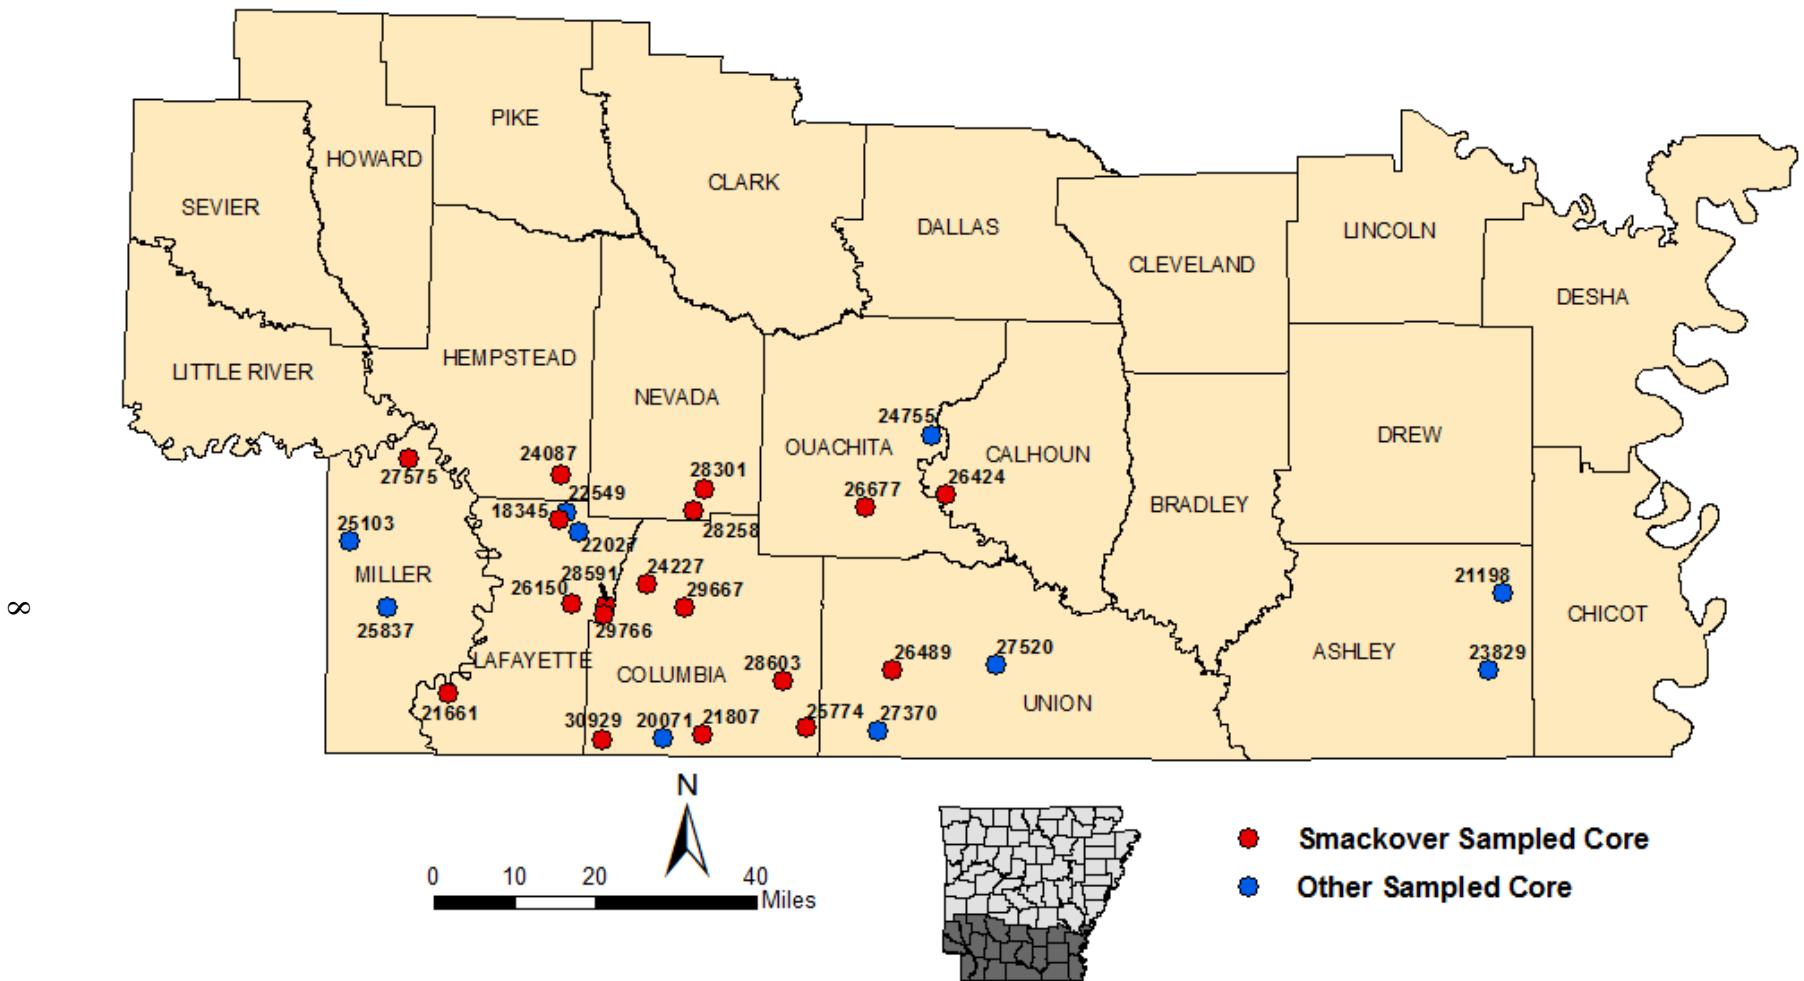 PIKE
HOWARD
CLARK
SEVIER
DALLAS
LINCOLN
CLEVELAND
DESHA
HEMPSTEAD
LITTLE RIVER
NEVADA
24755
DREW
OUACHITA
CALHOUN
24087
28301
27575
26424
22549
26677
BRADLEY
18345
25103
28258
22027
MILLER
28591
24227
21198
26150
29667
CHICOT
8
25837
29766
27520
ASHLEY
26489
23829
LAFAYETTE
28603
COLUMBIA
UNION
21661
30929
20071
21807
25774
27370
N
Smackover Sampled Core
0 10 20 40
Miles
Other Sampled Core